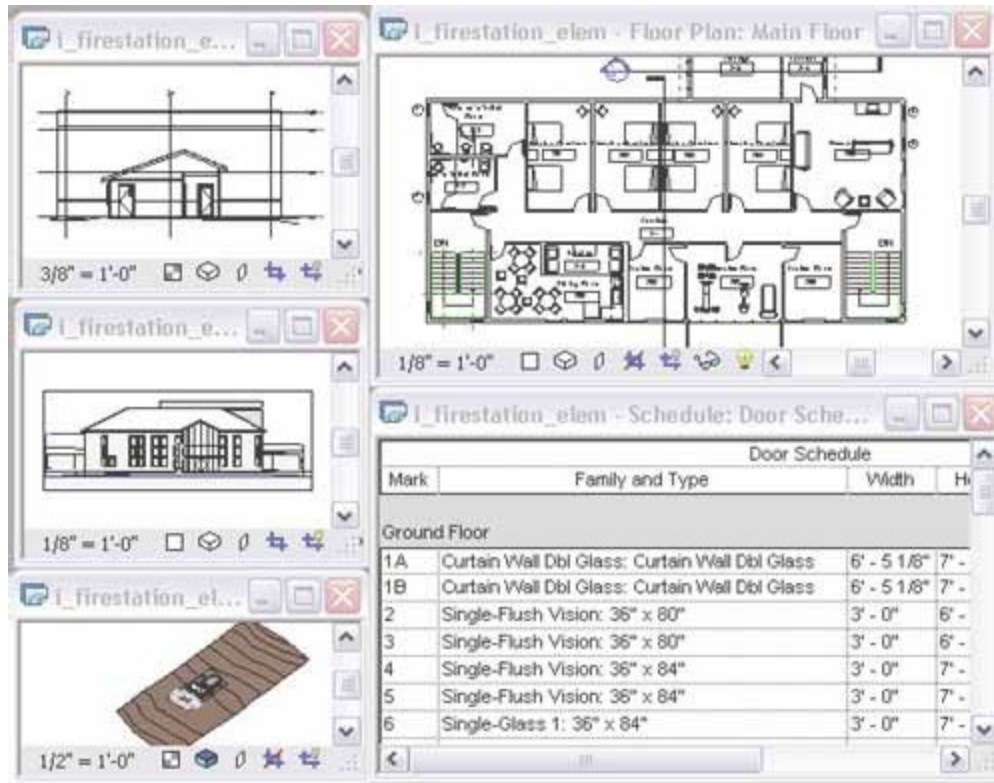 i_firestation_e...
3/8" = 1'-0"
i_firestation_e...
1/8" = 1'-0"
i_firestation_el...
1/2" = 1'-0"
i_firestation_elem - Floor Plan: Main Floor
DN
DN
1/8" = 1'-0"
i_firestation_elem - Schedule: Door Sche...
Door Schedule
Mark Family and Type Width
Ground Floor
1A Curtain Wall Dbl Glass: Curtain Wall Dbl Glass 6' - 5 1/8" 7' -
1B Curtain Wall Dbl Glass: Curtain Wall Dbl Glass 6' - 5 1/8" 7' -
2 Single-Flush Vision: 36" x 80" 3' - 0" 6' -
3 Single-Flush Vision: 36" x 80" 3' - 0" 6' -
4 Single-Flush Vision: 36" x 84" 3' - 0" 7' -
5 Single-Flush Vision: 36" x 84" 3' - 0" 7' -
6 Single-Glass 1: 36" x 84" 3' - 0" 7' -